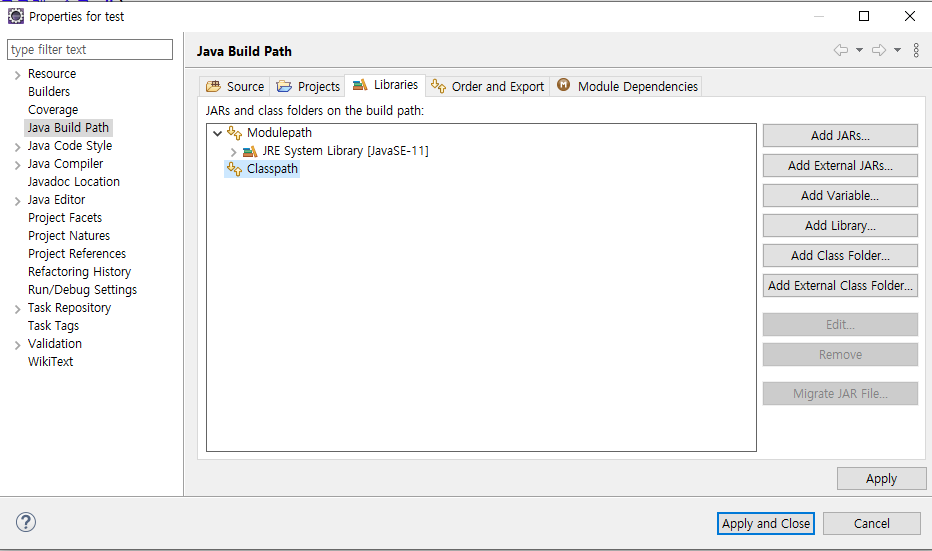 Properties for test
type filter text
Resource
Builders
Coverage
Java Build Path
Java Code Style
Java Compiler
Javadoc Location
Java Editor
Project Facets
Project Natures
Project References
Refactoring History
Run/Debug Settings
Task Repository
Task Tags
Validation
WikiText
Java Build Path
Source Projects Libraries Order and Export Module Dependencies
JARs and class folders on the build path:
Modulepath
JRE System Library [JavaSE-11]
Classpath
Add JARs...
Add External JARs...
Add Variable...
Add Library...
Add Class Folder...
Add External Class Folder...
Edit...
Remove
Migrate JAR File...
Apply
Apply and Close Cancel